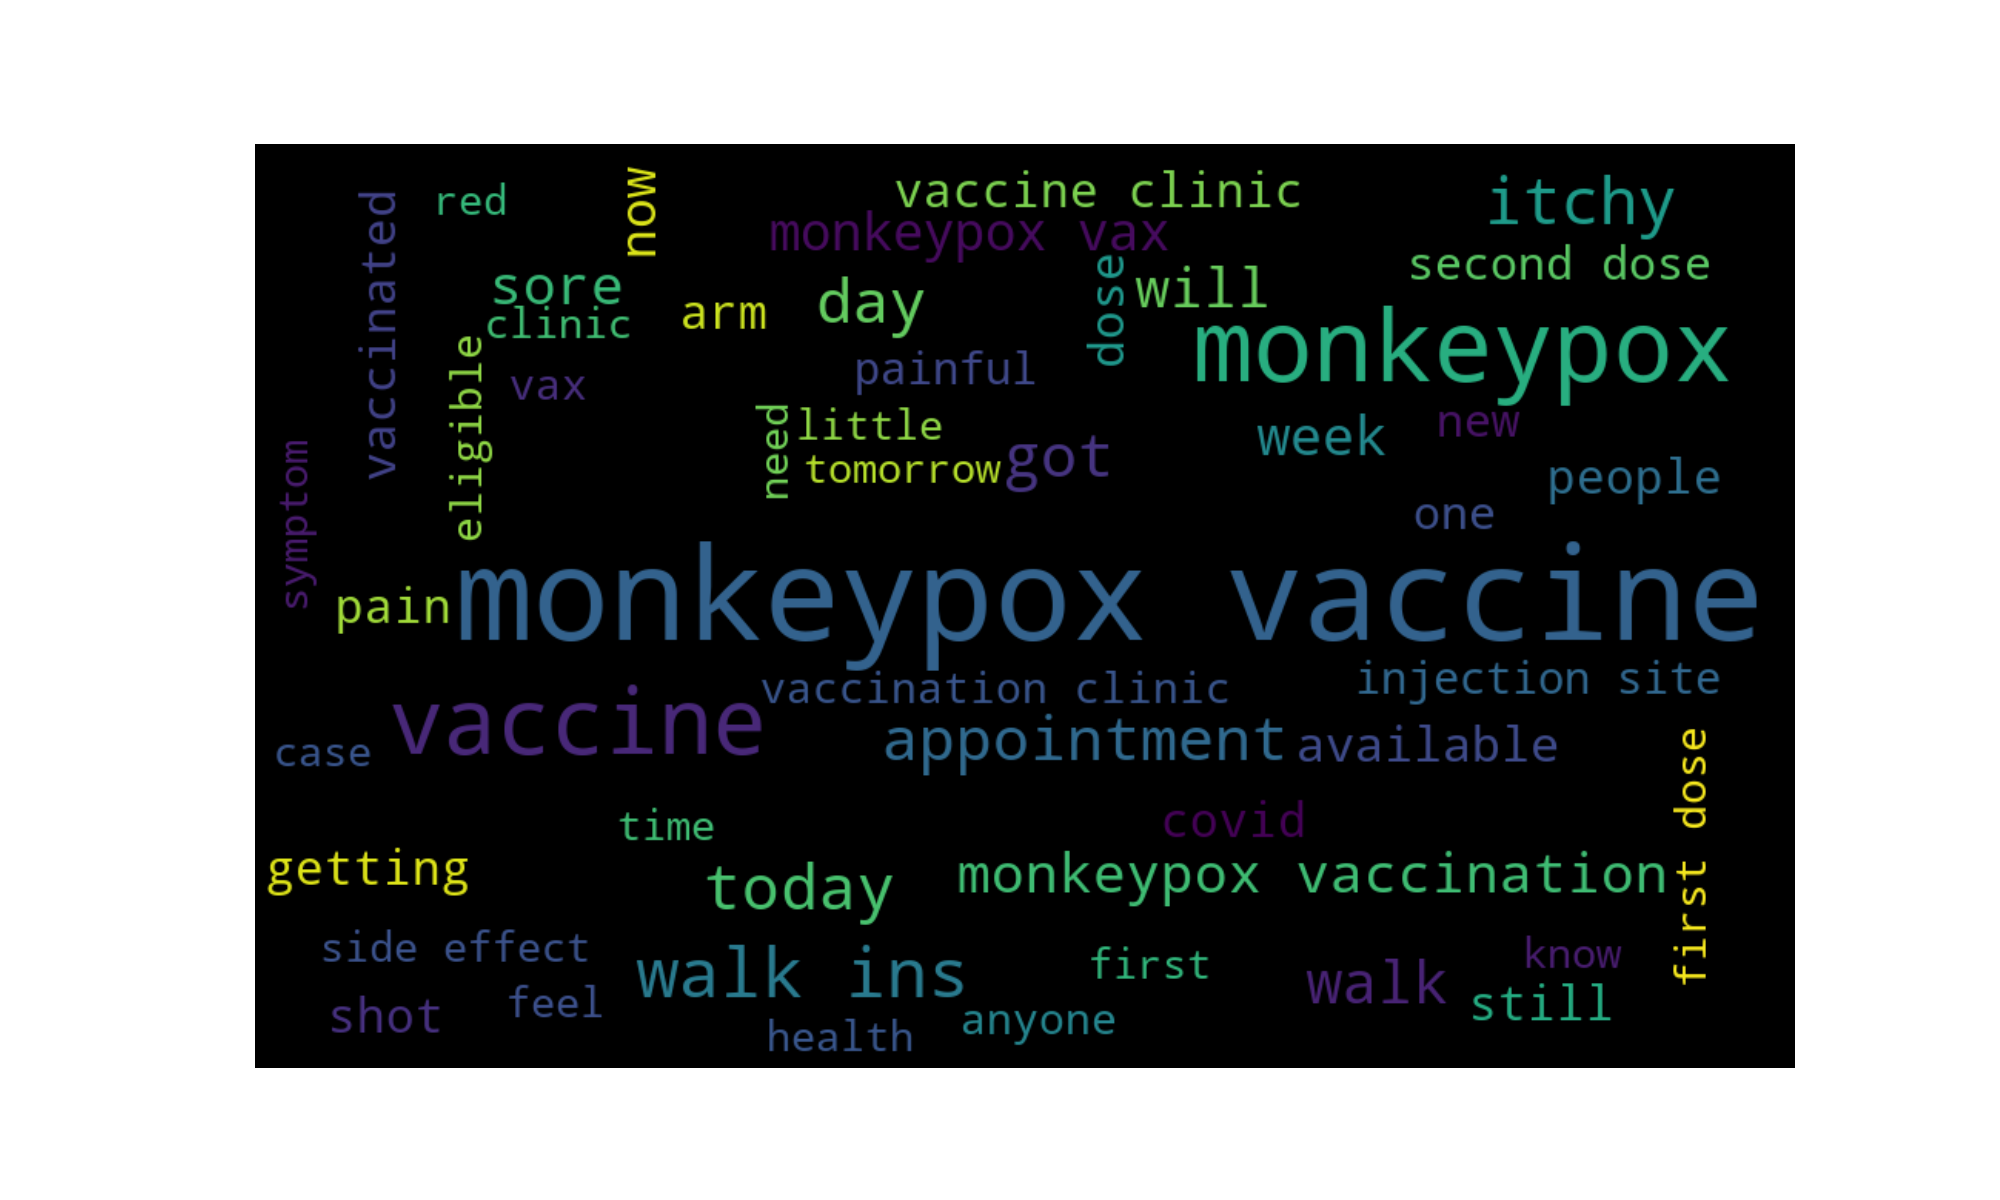 vaccinated
red
now
vaccine clinic
itchy
monkeypox vax
second dose
sore
arm
day
dose
will
clinic
monkeypox
eligible
vax
painful
need
little
week
new
tomorrow
got
people
symptom
one
pain
monkeypox vaccine
vaccine
vaccination clinic
injection site
case
appointment
available
first dose
time
covid
getting
today
monkeypox vaccination
side effect
walk ins
first
walk
know
shot
feel
still
health
anyone